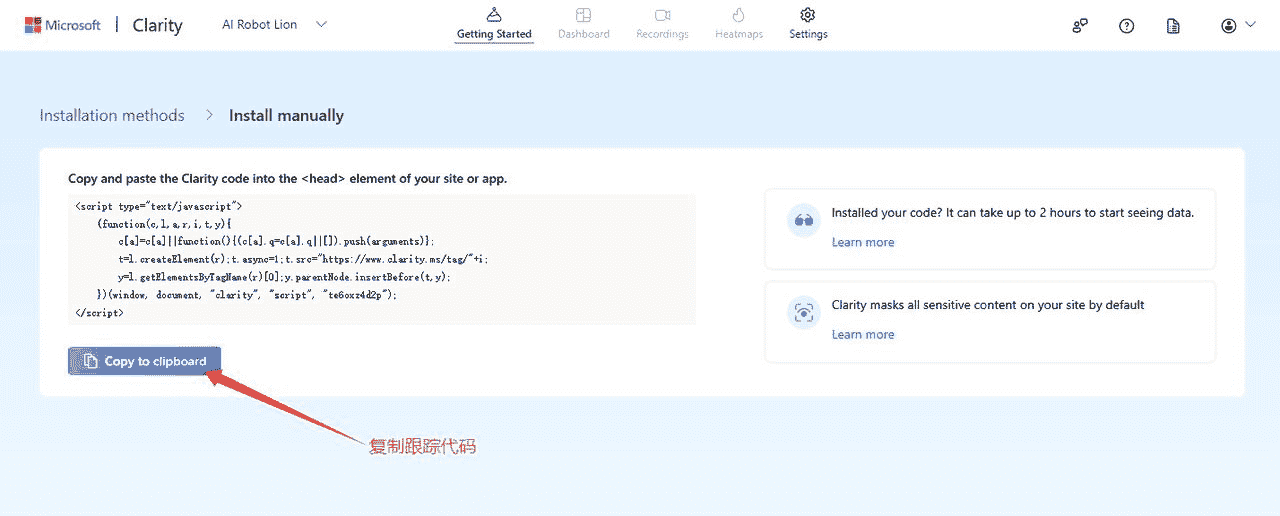 Microsoft | Clarity AI Robot Lion
Getting Started Dashboard Recordings Heatmaps Settings
Installation methods > Install manually
Copy and paste the Clarity code into the <head> element of your site or app.
<script type="text/javascript">
(function(c,l,a,r,i,t,y){
c[a]=c[a]||function(){(c[a].q=c[a].q||[]).push(arguments)};
t=l.createElement(r);t.async=1;t.src="https://www.clarity.ms/tag/"+i;
y=l.getElementsByTagName(r)[0];y.parentNode.insertBefore(t,y);
})(window, document, "clarity", "script", "te6oxz4d2p");
</script>
Copy to clipboard
Installed your code? It can take up to 2 hours to start seeing data.
Learn more
Clarity masks all sensitive content on your site by default
Learn more
复制跟踪代码